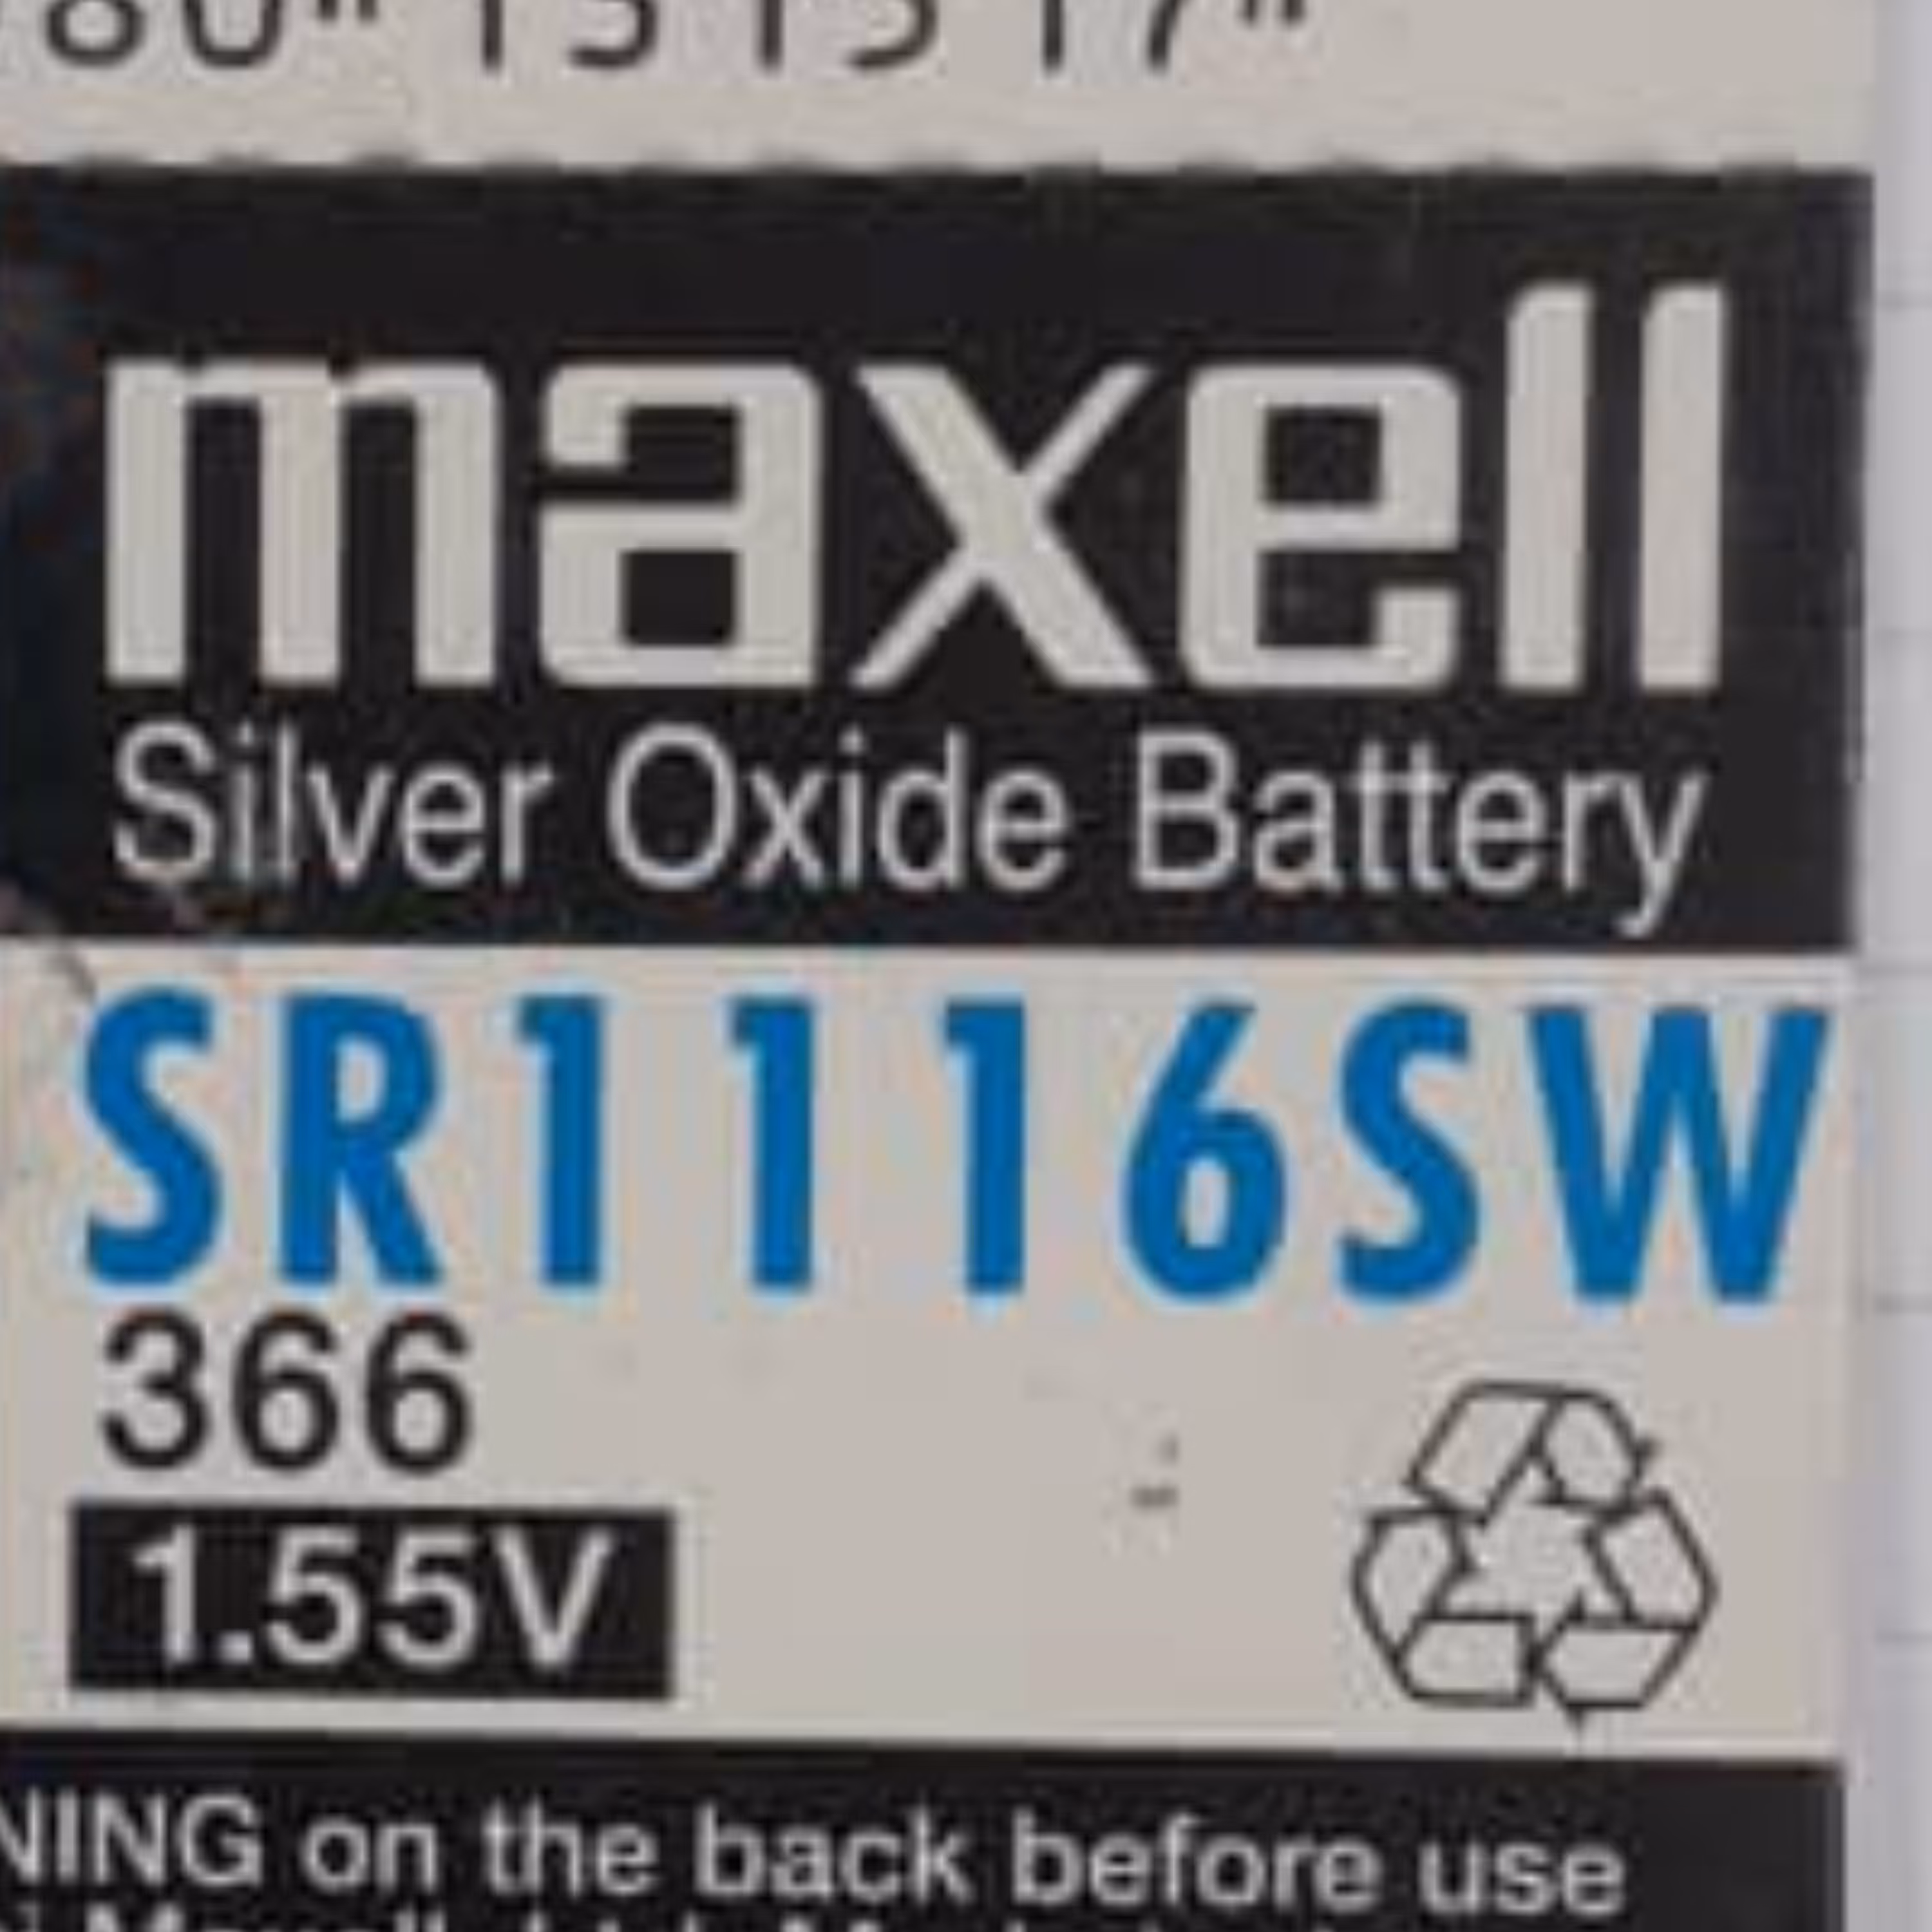 maxell
Silver Oxide Battery
SR1116SW
366
1.55V
NING on the back before use